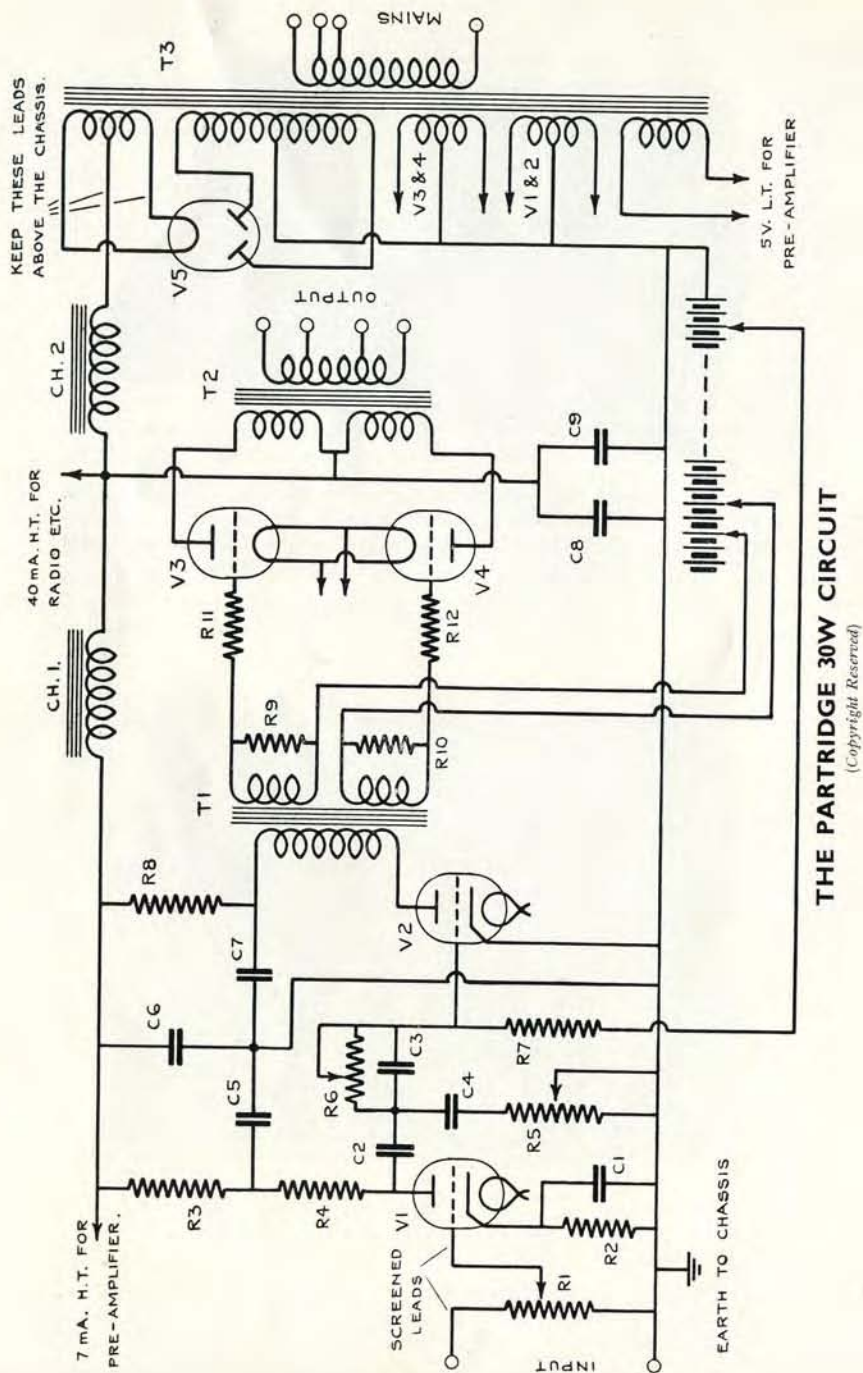 7 mA. H.T. FOR
PRE-AMPLIFIER.
40 mA. H.T. FOR
RADIO ETC.
KEEP THESE LEADS
ABOVE THE CHASSIS.
CH. 1.
CH. 2
T3
MAINS
R3
C6
R8
C5
C7
T1
R4
R6
C3
C2
C4
R9
R10
R11
R12
V3
V4
T2
OUTPUT
V5
V3 & 4
V1 & 2
SCREENED
LEADS
V1
V2
INPUT
R1
R2
C1
R5
R7
C8
C9
EARTH TO CHASSIS
5V. L.T. FOR
PRE-AMPLIFIER
THE PARTRIDGE 30W CIRCUIT
(Copyright Reserved)